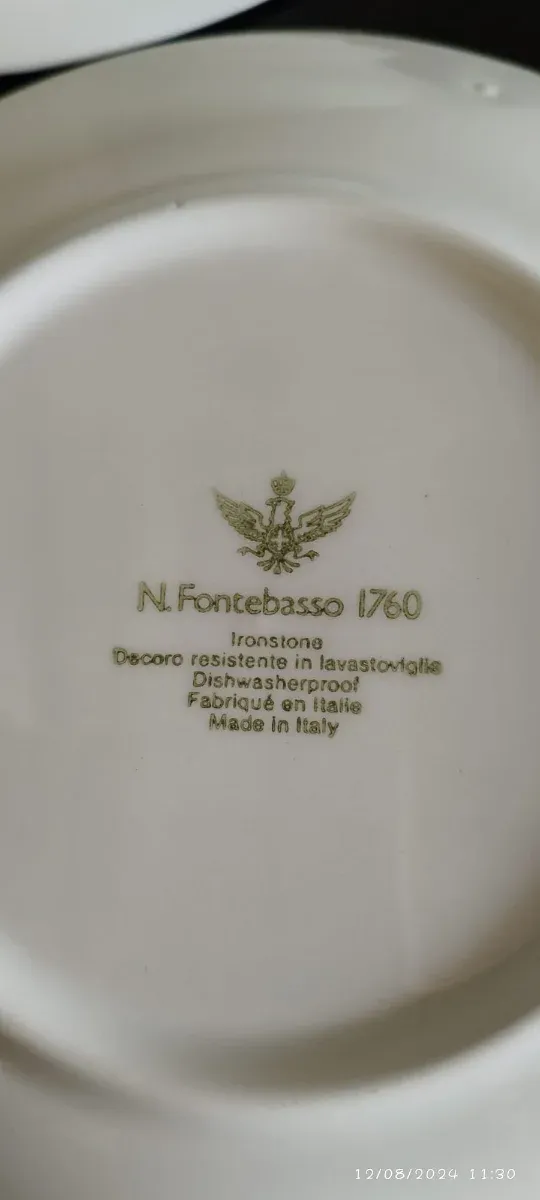 N. Fontebasso 1760
Ironstone
Decoro resistente in lavastoviglie
Dishwasherproof
Fabriqué en Italie
Made in Italy
12/08/2024 11:30